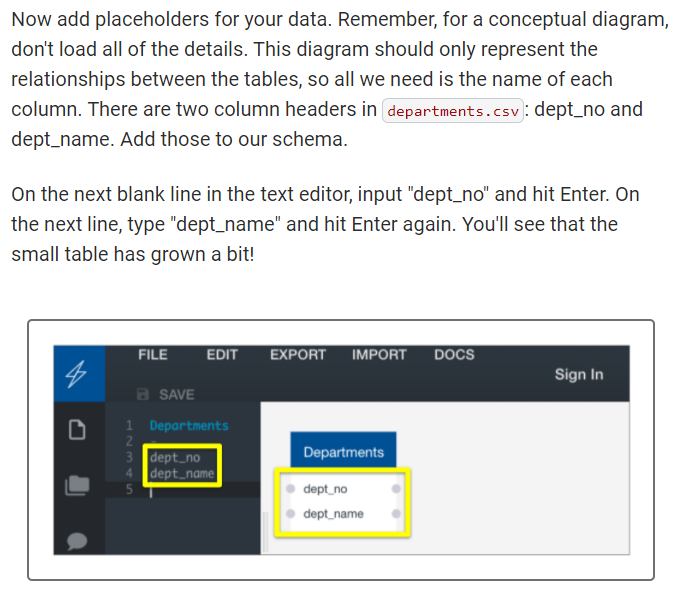 Now add placeholders for your data. Remember, for a conceptual diagram,
don't load all of the details. This diagram should only represent the
relationships between the tables, so all we need is the name of each
column. There are two column headers in departments.csv: dept_no and
dept_name. Add those to our schema.
On the next blank line in the text editor, input "dept_no" and hit Enter. On
the next line, type "dept_name" and hit Enter again. You'll see that the
small table has grown a bit!
FILE EDIT EXPORT IMPORT DOCS
Sign In
SAVE
1 Departments
2 -
3 dept_no
4 dept_name
5
Departments
dept_no
dept_name